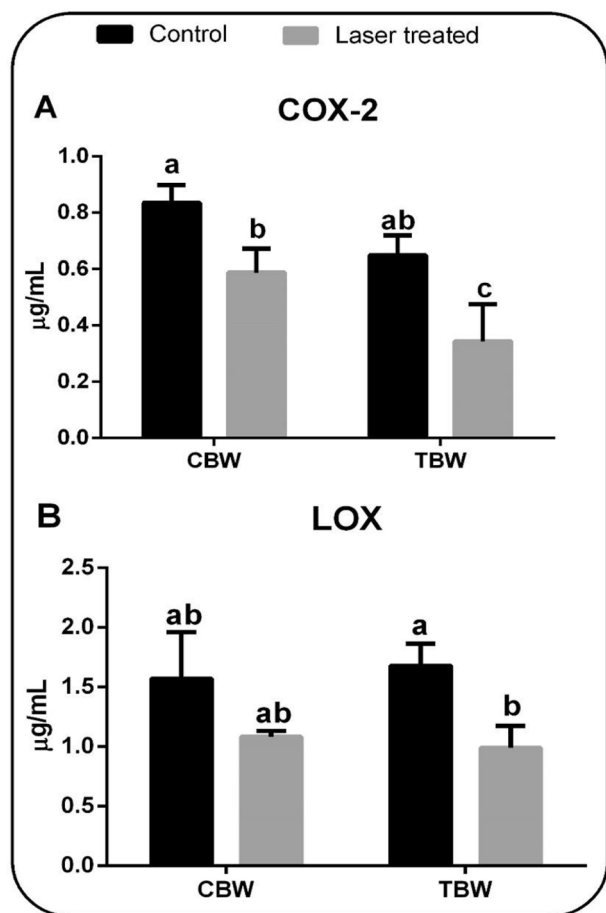 Control Laser treated
A COX-2
1.0
0.8
0.6
0.4
0.2
0.0
µg/mL
a
b
ab
c
CBW TBW
B LOX
2.5
2.0
1.5
1.0
0.5
0.0
µg/mL
ab
ab
a
b
CBW TBW